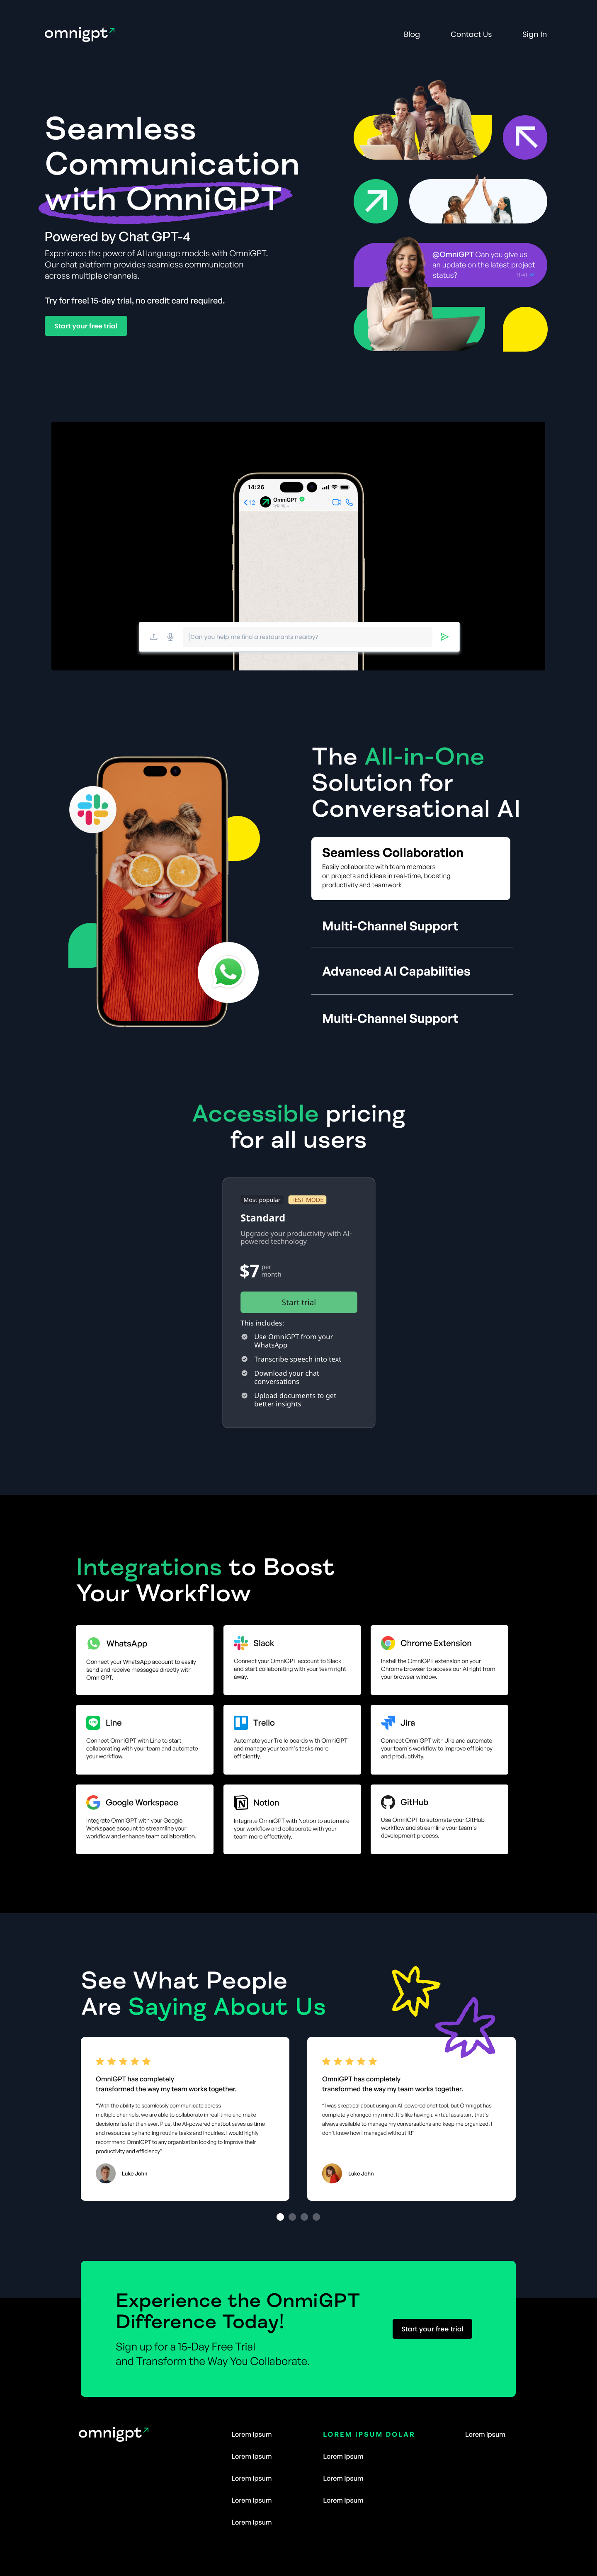 omnigpt
Blog
Contact Us
Sign In
Seamless
Communication
with OmniGPT
Powered by Chat GPT-4
Experience the power of AI language models with OmniGPT.
Our chat platform provides seamless communication
across multiple channels.
Try for free! 15-day trial, no credit card required.
Start your free trial
@OmniGPT Can you give us
an update on the latest project
status?
14:26
12
OmniGPT
typing...
Can you help me find a restaurants nearby?
The All-in-One
Solution for
Conversational AI
Seamless Collaboration
Easily collaborate with team members
on projects and ideas in real-time, boosting
productivity and teamwork
Multi-Channel Support
Advanced AI Capabilities
Multi-Channel Support
Accessible pricing
for all users
Most popular
TEST MODE
Standard
Upgrade your productivity with AI-
powered technology
$7 per
month
Start trial
This includes:
Use OmniGPT from your
WhatsApp
Transcribe speech into text
Download your chat
conversations
Upload documents to get
better insights
Integrations to Boost
Your Workflow
WhatsApp
Connect your WhatsApp account to easily
send and receive messages directly with
OmniGPT.
Slack
Connect your OmniGPT account to Slack
and start collaborating with your team right
away.
Chrome Extension
Install the OmniGPT extension on your
Chrome browser to access our AI right from
your browser window.
Line
Connect OmniGPT with Line to start
collaborating with your team and automate
your workflow.
Trello
Automate your Trello boards with OmniGPT
and manage your team's tasks more
efficiently.
Jira
Connect OmniGPT with Jira and automate
your team's workflow to improve efficiency
and productivity.
Google Workspace
Integrate OmniGPT with your Google
Workspace account to streamline your
workflow and enhance team collaboration.
Notion
Integrate OmniGPT with Notion to automate
your workflow and collaborate with your
team more effectively.
GitHub
Use OmniGPT to automate your GitHub
workflow and streamline your team's
development process.
See What People
Are Saying About Us
OmniGPT has completely
transformed the way my team works together.
"With the ability to seamlessly communicate across
multiple channels, we are able to collaborate in real-time and make
decisions faster than ever. Plus, the AI-powered chatbot saves us time
and resources by handling routine tasks and inquiries. I would highly
recommend OmniGPT to any organization looking to improve their
productivity and efficiency"
Luke John
OmniGPT has completely
transformed the way my team works together.
"I was skeptical about using an AI-powered chat tool, but Omnigpt has
completely changed my mind. It's like having a virtual assistant that's
always available to manage my conversations and keep me organized. I
don't know how I managed without it!"
Luke John
Experience the OnmiGPT
Difference Today!
Sign up for a 15-Day Free Trial
and Transform the Way You Collaborate.
Start your free trial
omnigpt
Lorem Ipsum
Lorem Ipsum
Lorem Ipsum
Lorem Ipsum
Lorem Ipsum
LOREM IPSUM DOLAR
Lorem Ipsum
Lorem Ipsum
Lorem Ipsum
Lorem ipsum